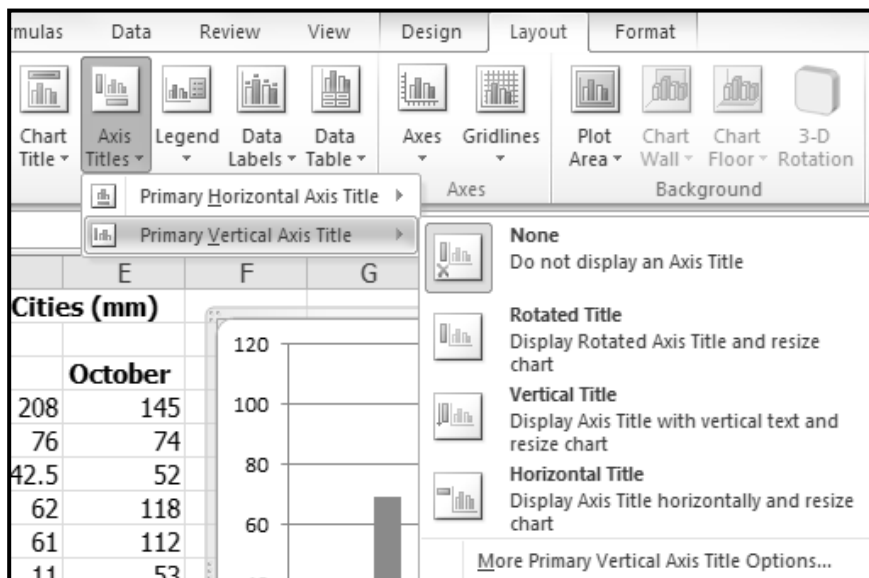 rmulas Data Review View Design Layout Format
Chart Title Axis Titles Legend Data Labels Data Table Axes Gridlines Plot Area Chart Wall Chart Floor 3-D Rotation
Axes Background
Primary Horizontal Axis Title
Primary Vertical Axis Title
None
Do not display an Axis Title
Rotated Title
Display Rotated Axis Title and resize
chart
Vertical Title
Display Axis Title with vertical text and
resize chart
Horizontal Title
Display Axis Title horizontally and resize
chart
More Primary Vertical Axis Title Options...
E F G
Cities (mm)
October
208 145
76 74
42.5 52
62 118
61 112
11 53
120
100
80
60